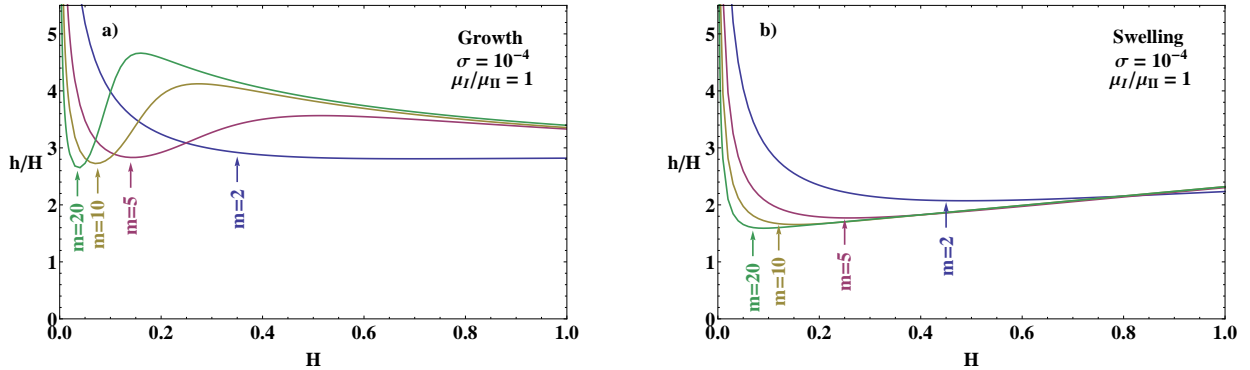 a)
Growth
σ = 10⁻⁴
μI/μII = 1
5
4
3
2
1
0
h/H
m=20
m=10
m=5
m=2
0.0 0.2 0.4 0.6 0.8 1.0
H
b)
Swelling
σ = 10⁻⁴
μI/μII = 1
5
4
3
2
1
0
h/H
m=20
m=10
m=5
m=2
0.0 0.2 0.4 0.6 0.8 1.0
H